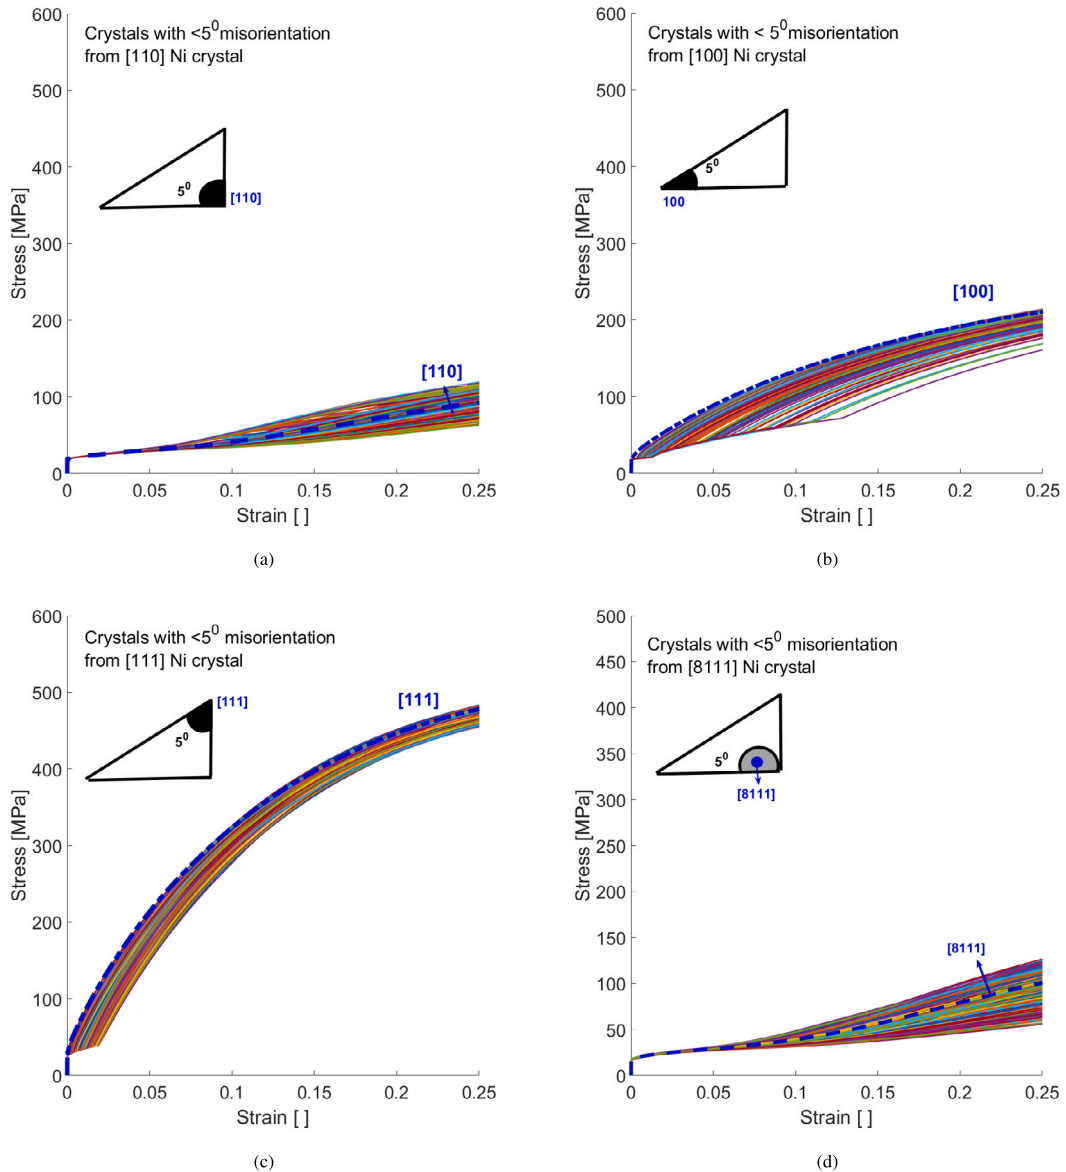 600
500
400
300
200
100
0
Stress [MPa]
Crystals with <5⁰ misorientation
from [110] Ni crystal
5⁰
[110]
[110]
0 0.05 0.1 0.15 0.2 0.25
Strain [ ]
(a)
600
500
400
300
200
100
0
Stress [MPa]
Crystals with < 5⁰ misorientation
from [100] Ni crystal
5⁰
100
[100]
0 0.05 0.1 0.15 0.2 0.25
Strain [ ]
(b)
600
500
400
300
200
100
0
Stress [MPa]
Crystals with <5⁰ misorientation
from [111] Ni crystal
[111]
5⁰
[111]
0 0.05 0.1 0.15 0.2 0.25
Strain [ ]
(c)
500
450
400
350
300
250
200
150
100
50
0
Stress [MPa]
Crystals with <5⁰ misorientation
from [8111] Ni crystal
5⁰
[8111]
[8111]
0 0.05 0.1 0.15 0.2 0.25
Strain [ ]
(d)